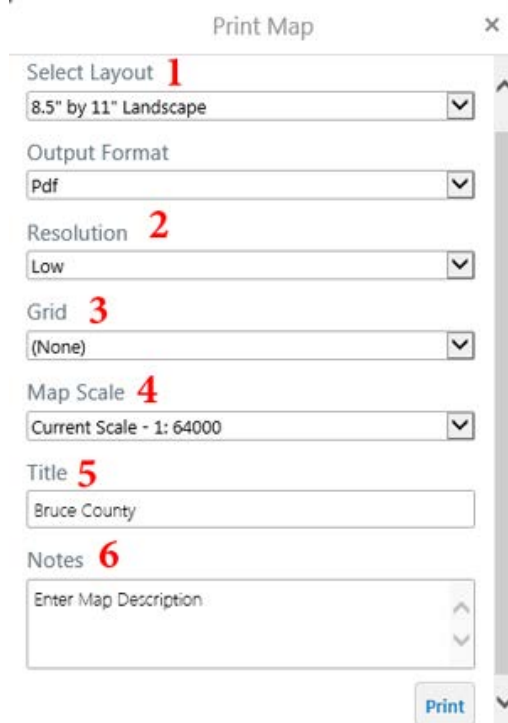 Print Map ×
Select Layout 1
8.5" by 11" Landscape
Output Format
Pdf
Resolution 2
Low
Grid 3
(None)
Map Scale 4
Current Scale - 1: 64000
Title 5
Bruce County
Notes 6
Enter Map Description
Print